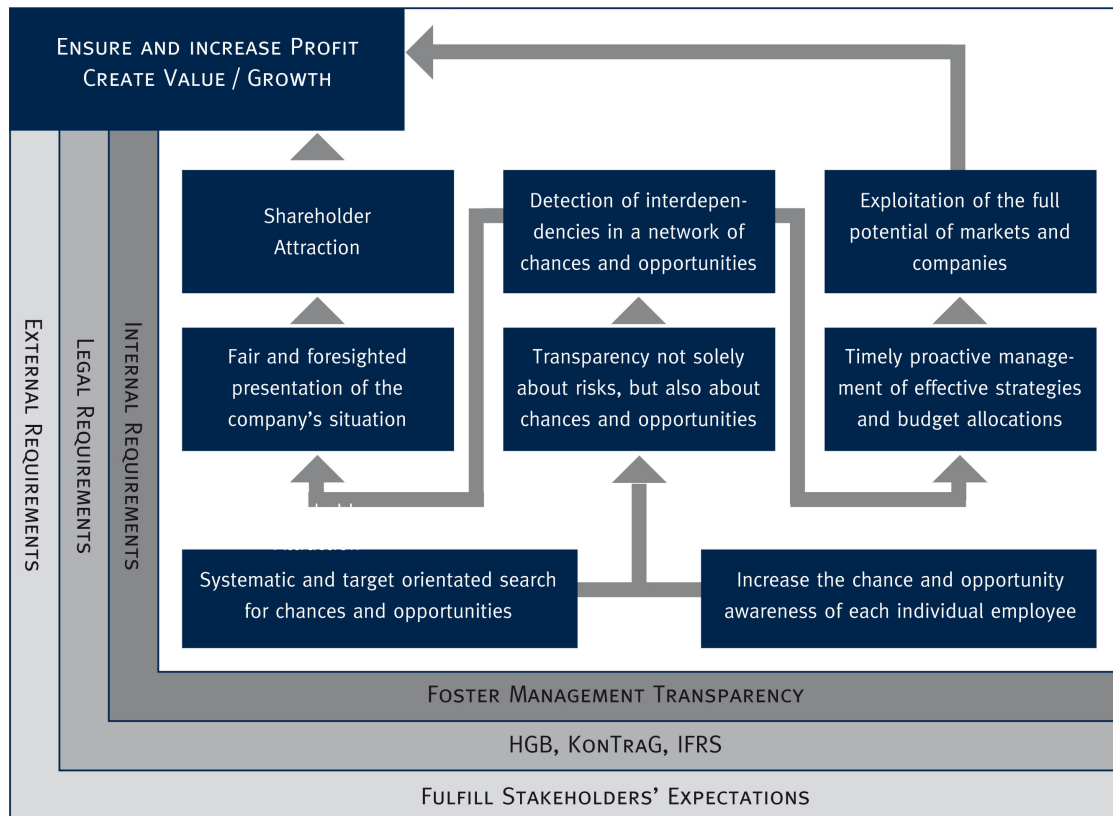 Ensure and increase Profit
Create Value / Growth
Shareholder
Attraction
Detection of interdepen-
dencies in a network of
chances and opportunities
Exploitation of the full
potential of markets and
companies
Fair and foresighted
presentation of the
company's situation
Transparency not solely
about risks, but also about
chances and opportunities
Timely proactive manage-
ment of effective strategies
and budget allocations
Systematic and target orientated search
for chances and opportunities
Increase the chance and opportunity
awareness of each individual employee
External Requirements
Legal Requirements
Internal Requirements
Foster Management Transparency
HGB, KonTraG, IFRS
Fulfill Stakeholders' Expectations